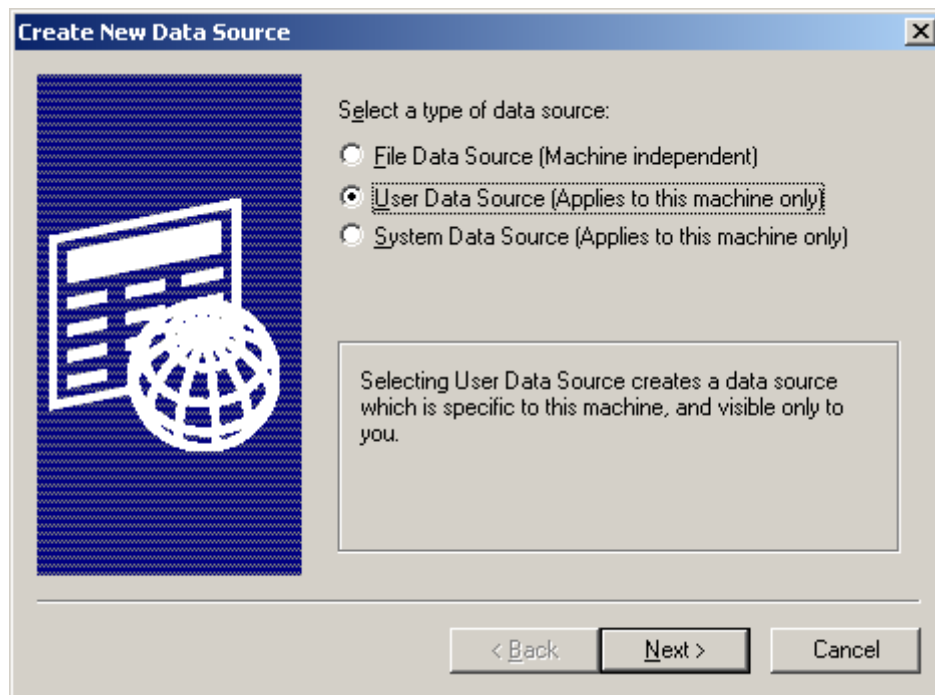 Create New Data Source
Select a type of data source:
File Data Source (Machine independent)
User Data Source (Applies to this machine only)
System Data Source (Applies to this machine only)
Selecting User Data Source creates a data source
which is specific to this machine, and visible only to
you.
< Back
Next >
Cancel